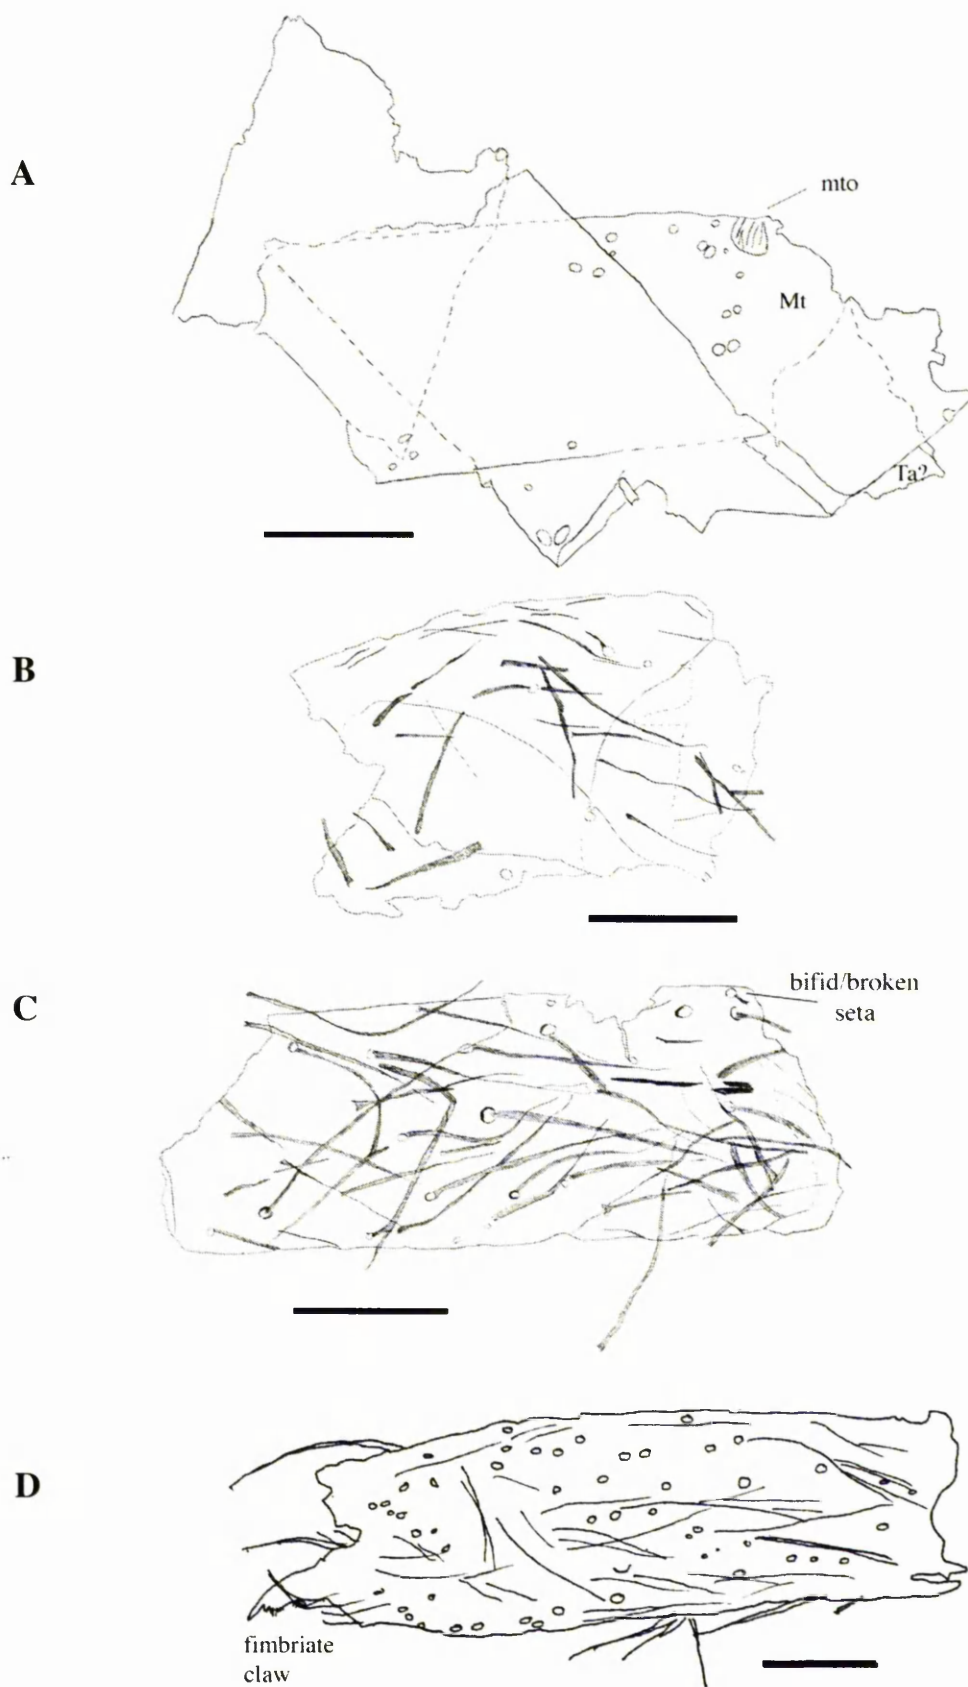 A
mto
Mt
Ta?
B
C
bifid/broken
seta
D
fimbriate
claw